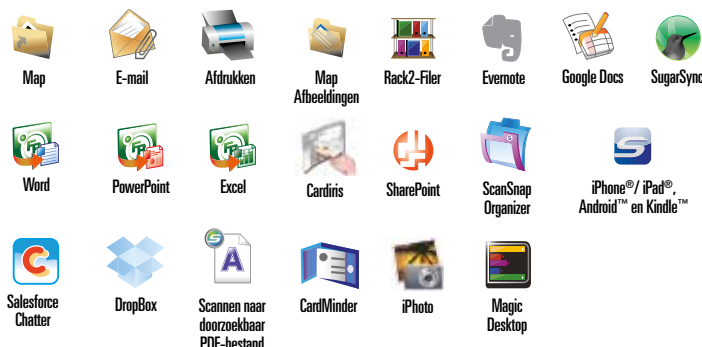 Map
E-mail
Afdrukken
Map
Afbeeldingen
Rack2-Filer
Evernote
Google Docs
SugarSync
Word
PowerPoint
Excel
Cardiris
SharePoint
ScanSnap
Organizer
iPhone®/ iPad®,
Android™ en Kindle™
Salesforce
Chatter
DropBox
Scannen naar
doorzoekbaar
PDF-bestand
CardMinder
iPhoto
Magic
Desktop